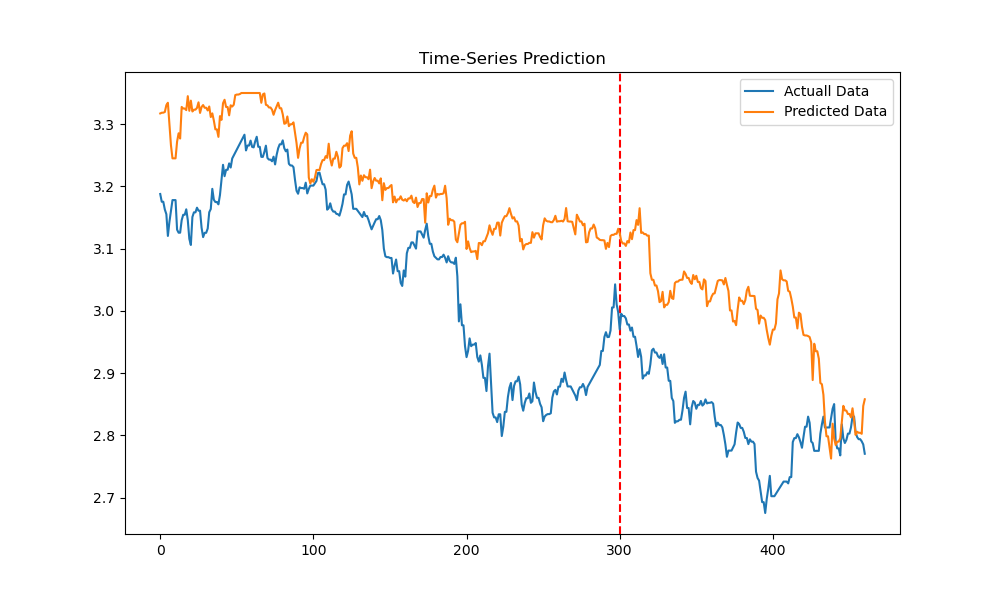 Time-Series Prediction
Actuall Data
Predicted Data
3.3
3.2
3.1
3.0
2.9
2.8
2.7
0 100 200 300 400